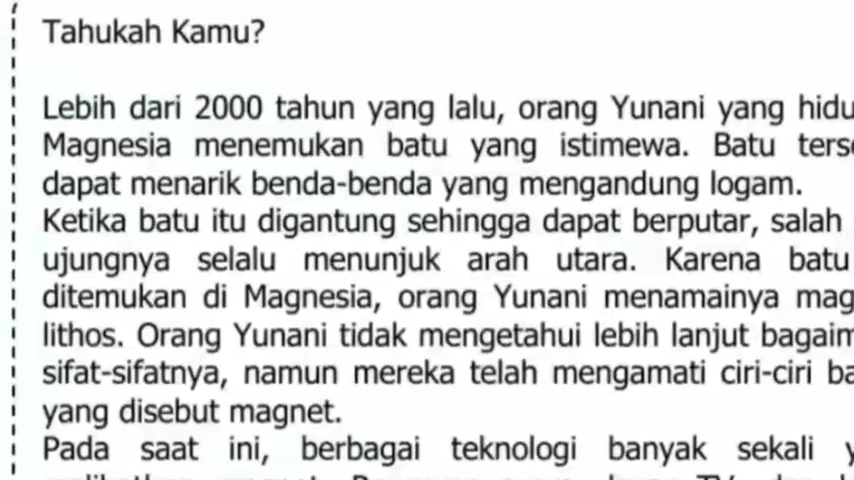 Tahukah Kamu?
Lebih dari 2000 tahun yang lalu, orang Yunani yang hidu
Magnesia menemukan batu yang istimewa. Batu terse
dapat menarik benda-benda yang mengandung logam.
Ketika batu itu digantung sehingga dapat berputar, salah
ujungnya selalu menunjuk arah utara. Karena batu
ditemukan di Magnesia, orang Yunani menamainya mag
lithos. Orang Yunani tidak mengetahui lebih lanjut bagaim
sifat-sifatnya, namun mereka telah mengamati ciri-ciri ba
yang disebut magnet.
Pada saat ini, berbagai teknologi banyak sekali y